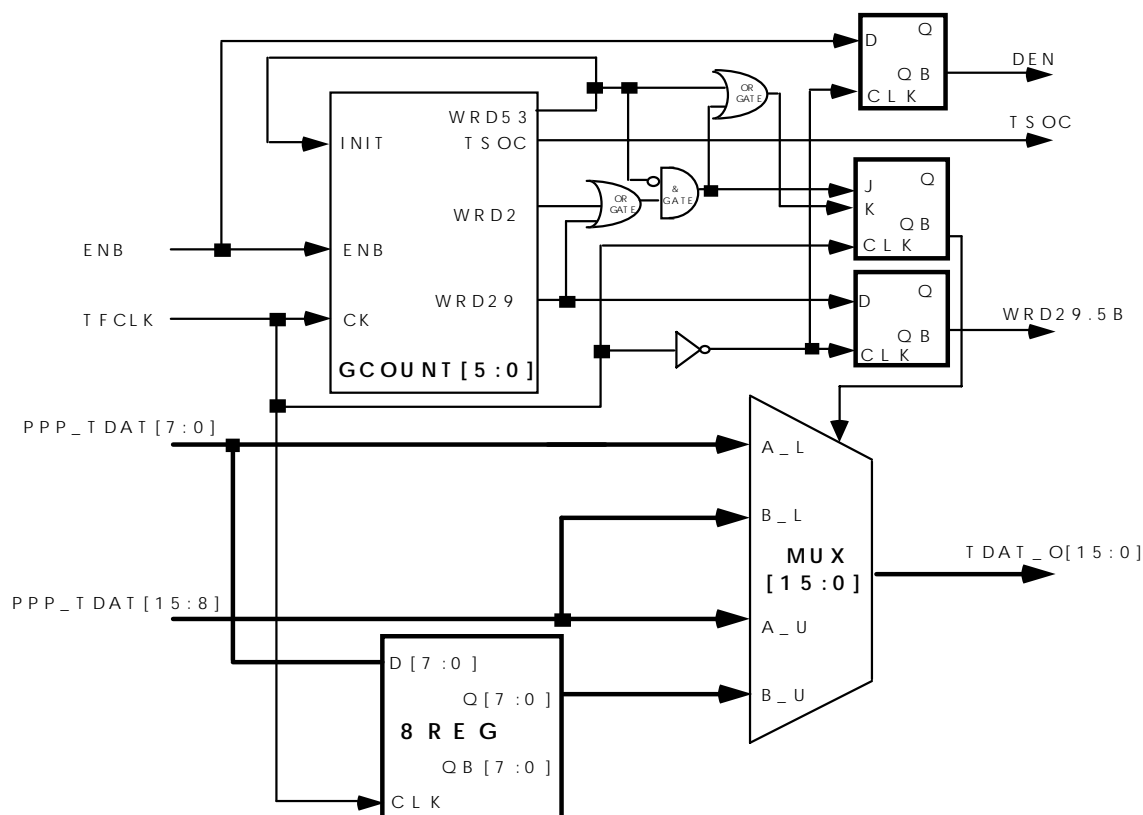 ENB
TFCLK
PPP_TDAT[7:0]
PPP_TDAT[15:8]
INIT
ENB
CK
WRD53
TSOC
WRD2
WRD29
GCOUNT[5:0]
OR
GATE
OR
GATE
&
GATE
D
Q
QB
CLK
DEN
TSOC
J
K
Q
QB
CLK
D
Q
QB
CLK
WRD29.5B
A_L
B_L
MUX
[15:0]
A_U
B_U
TDAT_O[15:0]
D[7:0]
Q[7:0]
8REG
QB[7:0]
CLK